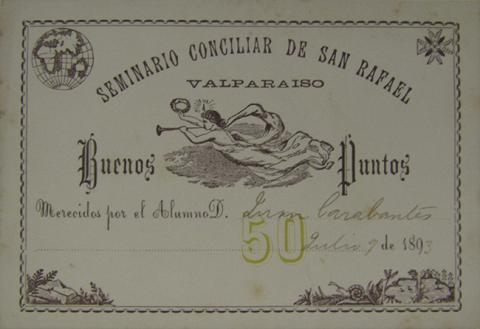 SEMINARIO CONCILIAR DE SAN RAFAEL
VALPARAISO
Buenos Puntos
Merecidos por el Alumno D. Juan Carabantes
50 Julio 9 de 1893